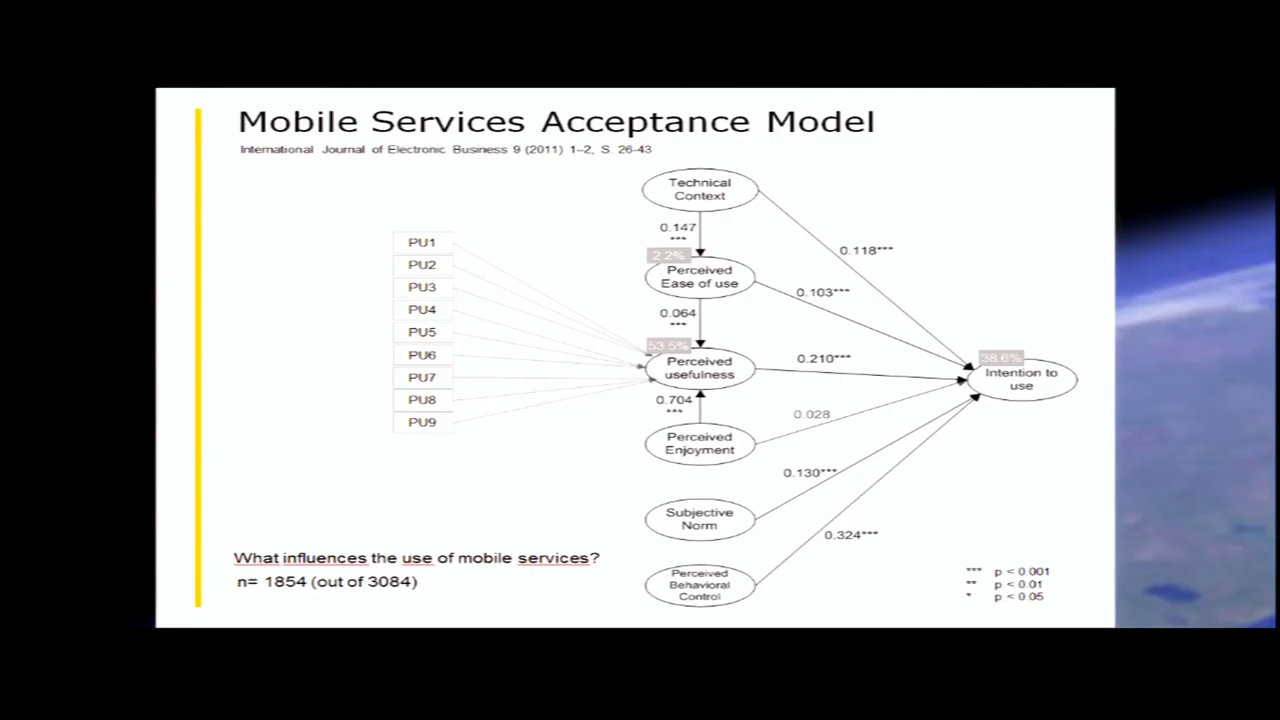 Mobile Services Acceptance Model
International Journal of Electronic Business 9 (2011) 1–2, S. 26-43
Technical
Context
0.147
***
0.118***
PU1
PU2
PU3
PU4
PU5
PU6
PU7
PU8
PU9
2.2%
Perceived
Ease of use
0.103***
0.064
***
53.5%
Perceived
usefulness
0.210***
38.6%
Intention to
use
0.704
***
0.028
Perceived
Enjoyment
0.130***
Subjective
Norm
0.324***
Perceived
Behavioral
Control
What influences the use of mobile services?
n= 1854 (out of 3084)
*** p < 0.001
** p < 0.01
* p < 0.05